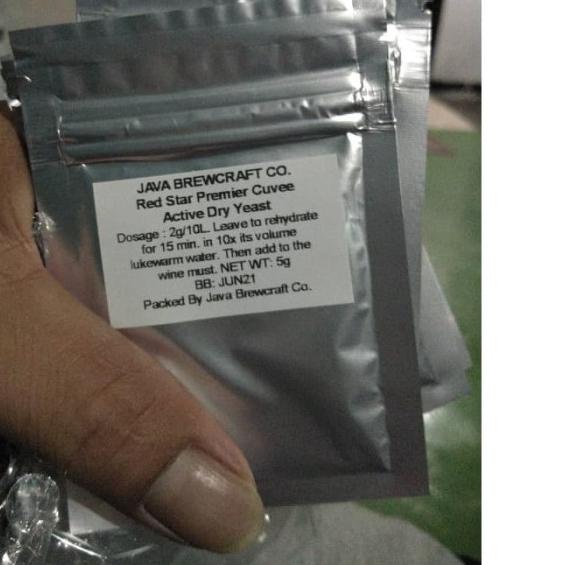 JAVA BREWCRAFT CO.
Red Star Premier Cuvee
Active Dry Yeast
Dosage : 2g/10L. Leave to rehydrate
for 15 min. in 10x its volume
lukewarm water. Then add to the
wine must. NET WT: 5g
BB: JUN21
Packed By Java Brewcraft Co.